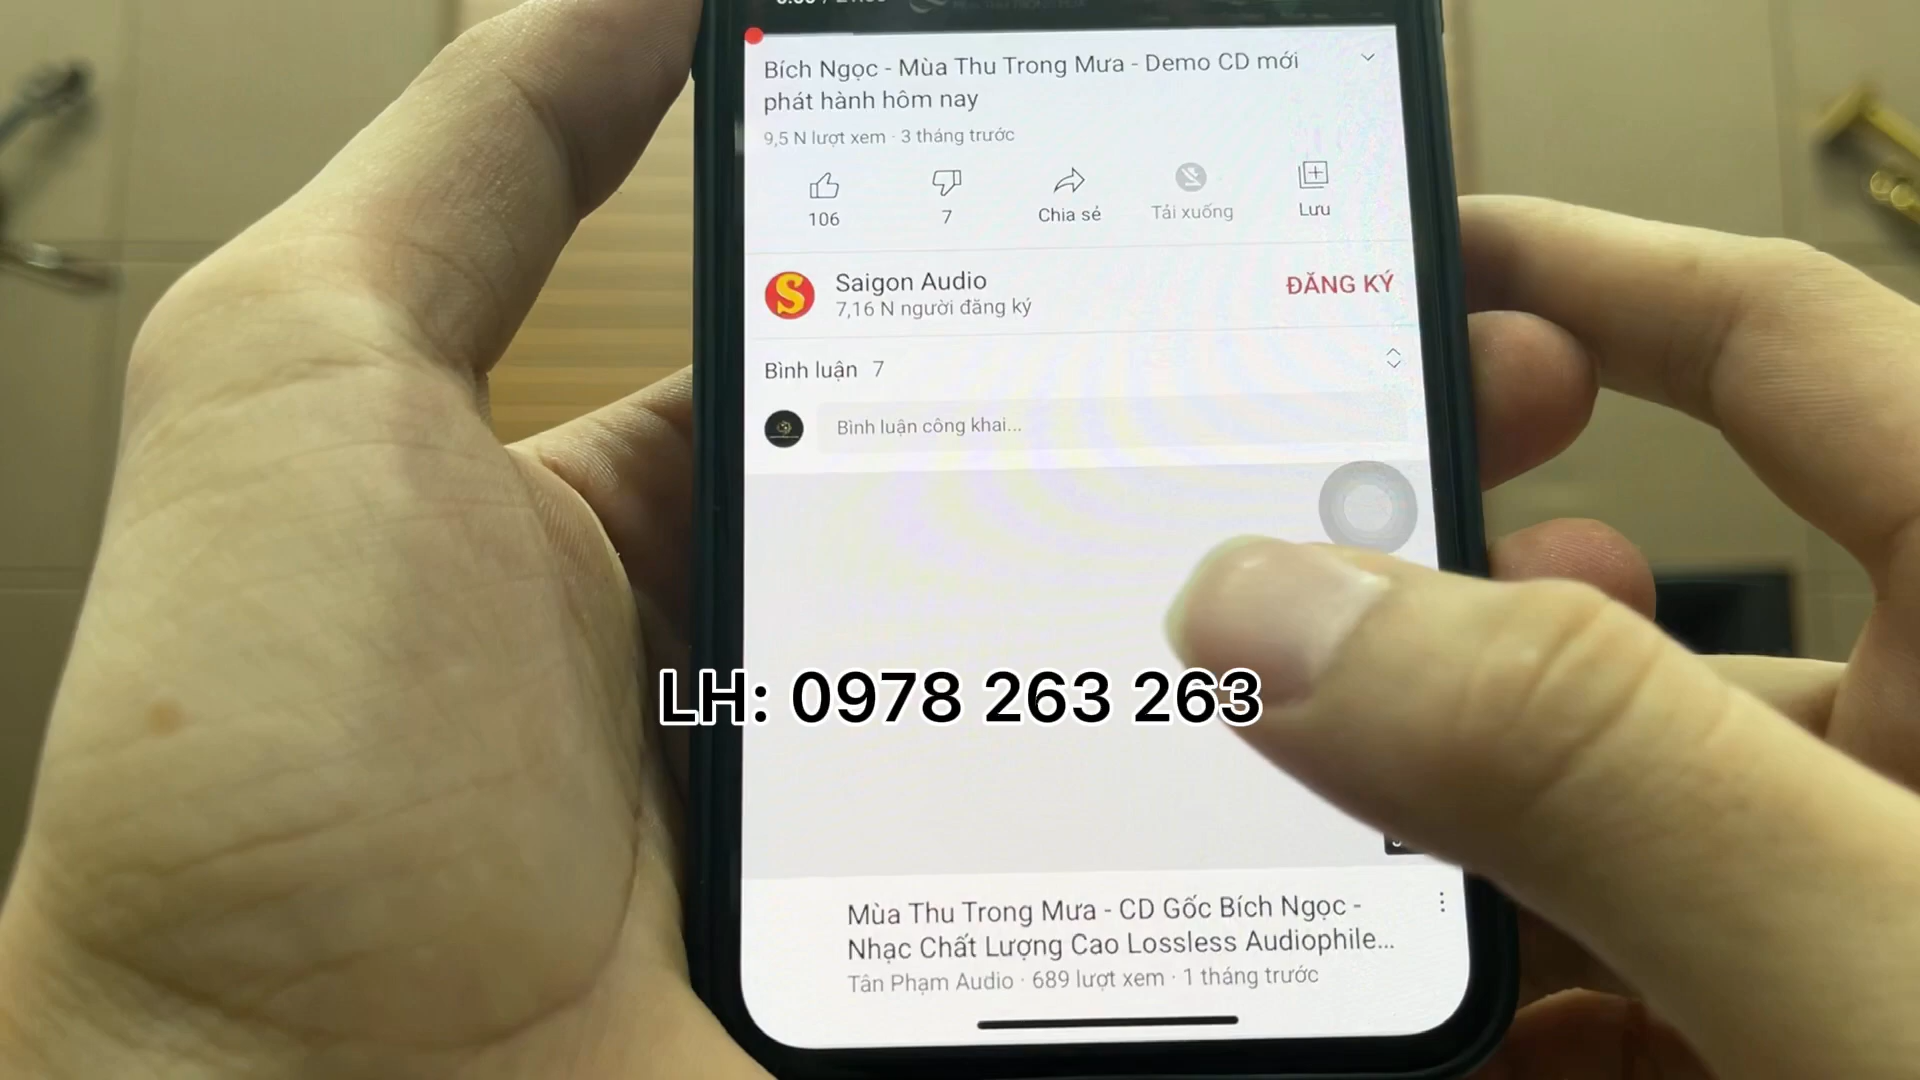 Bích Ngọc - Mùa Thu Trong Mưa - Demo CD mới
phát hành hôm nay
9,5 N lượt xem · 3 tháng trước
106
7
Chia sẻ
Tải xuống
Lưu
S
Saigon Audio
7,16 N người đăng ký
ĐĂNG KÝ
Bình luận 7
Bình luận công khai...
LH: 0978 263 263
Mùa Thu Trong Mưa - CD Gốc Bích Ngọc -
Nhạc Chất Lượng Cao Lossless Audiophile...
Tân Phạm Audio · 689 lượt xem · 1 tháng trước